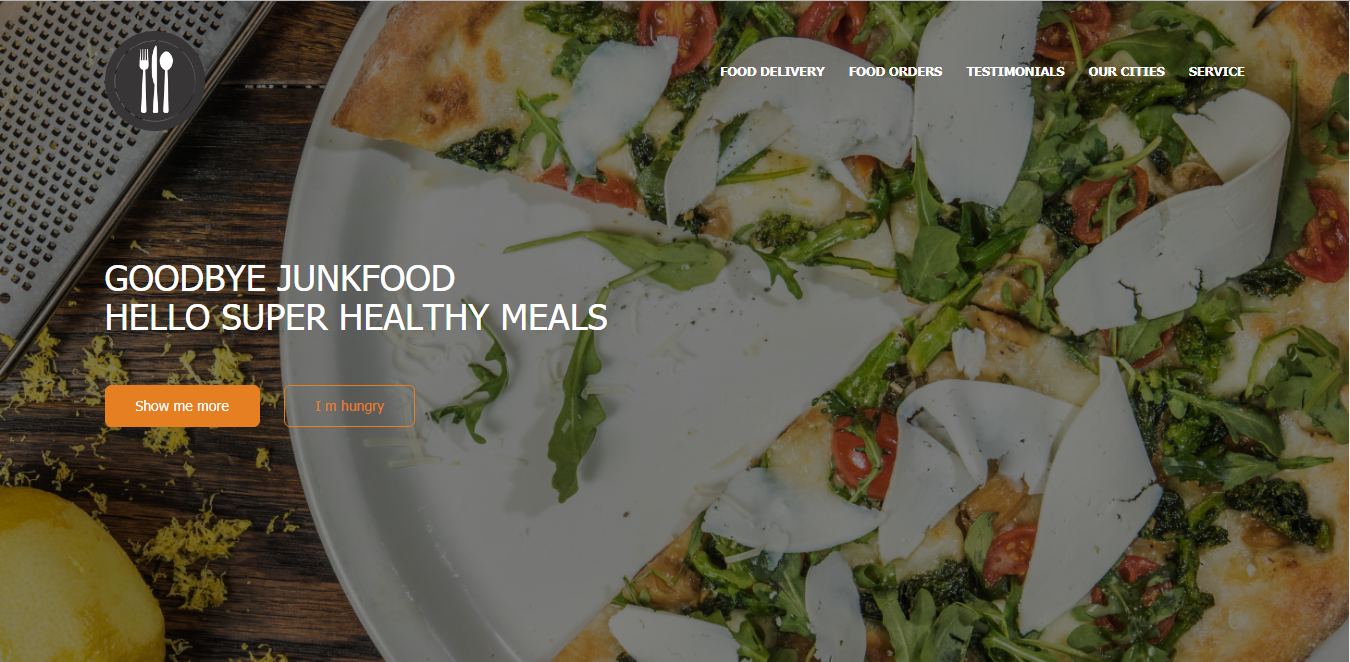 FOOD DELIVERY FOOD ORDERS TESTIMONIALS OUR CITIES SERVICE
GOODBYE JUNKFOOD
HELLO SUPER HEALTHY MEALS
Show me more I m hungry